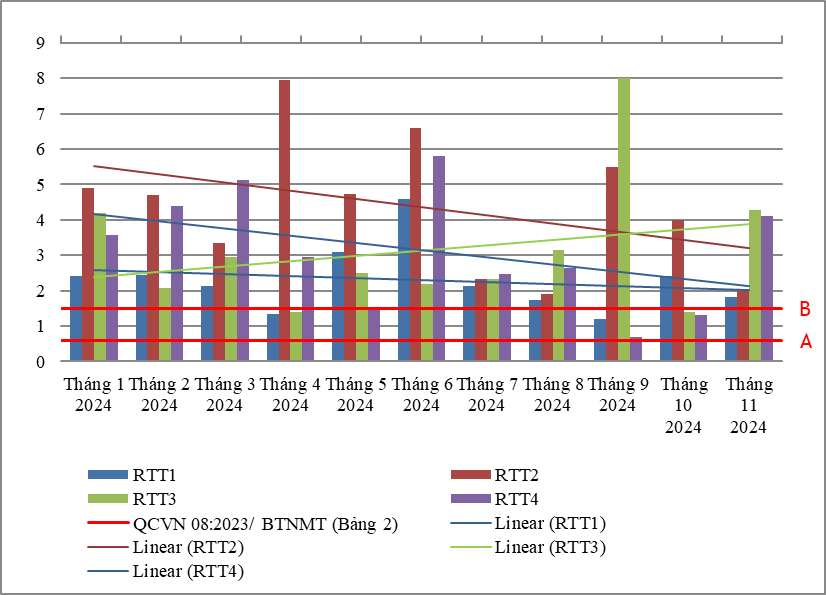 9
8
7
6
5
4
3
2
1
0
B
A
Tháng 1 2024
Tháng 2 2024
Tháng 3 2024
Tháng 4 2024
Tháng 5 2024
Tháng 6 2024
Tháng 7 2024
Tháng 8 2024
Tháng 9 2024
Tháng 10 2024
Tháng 11 2024
RTT1
RTT2
RTT3
RTT4
QCVN 08:2023/ BTNMT (Bảng 2)
Linear (RTT1)
Linear (RTT2)
Linear (RTT3)
Linear (RTT4)